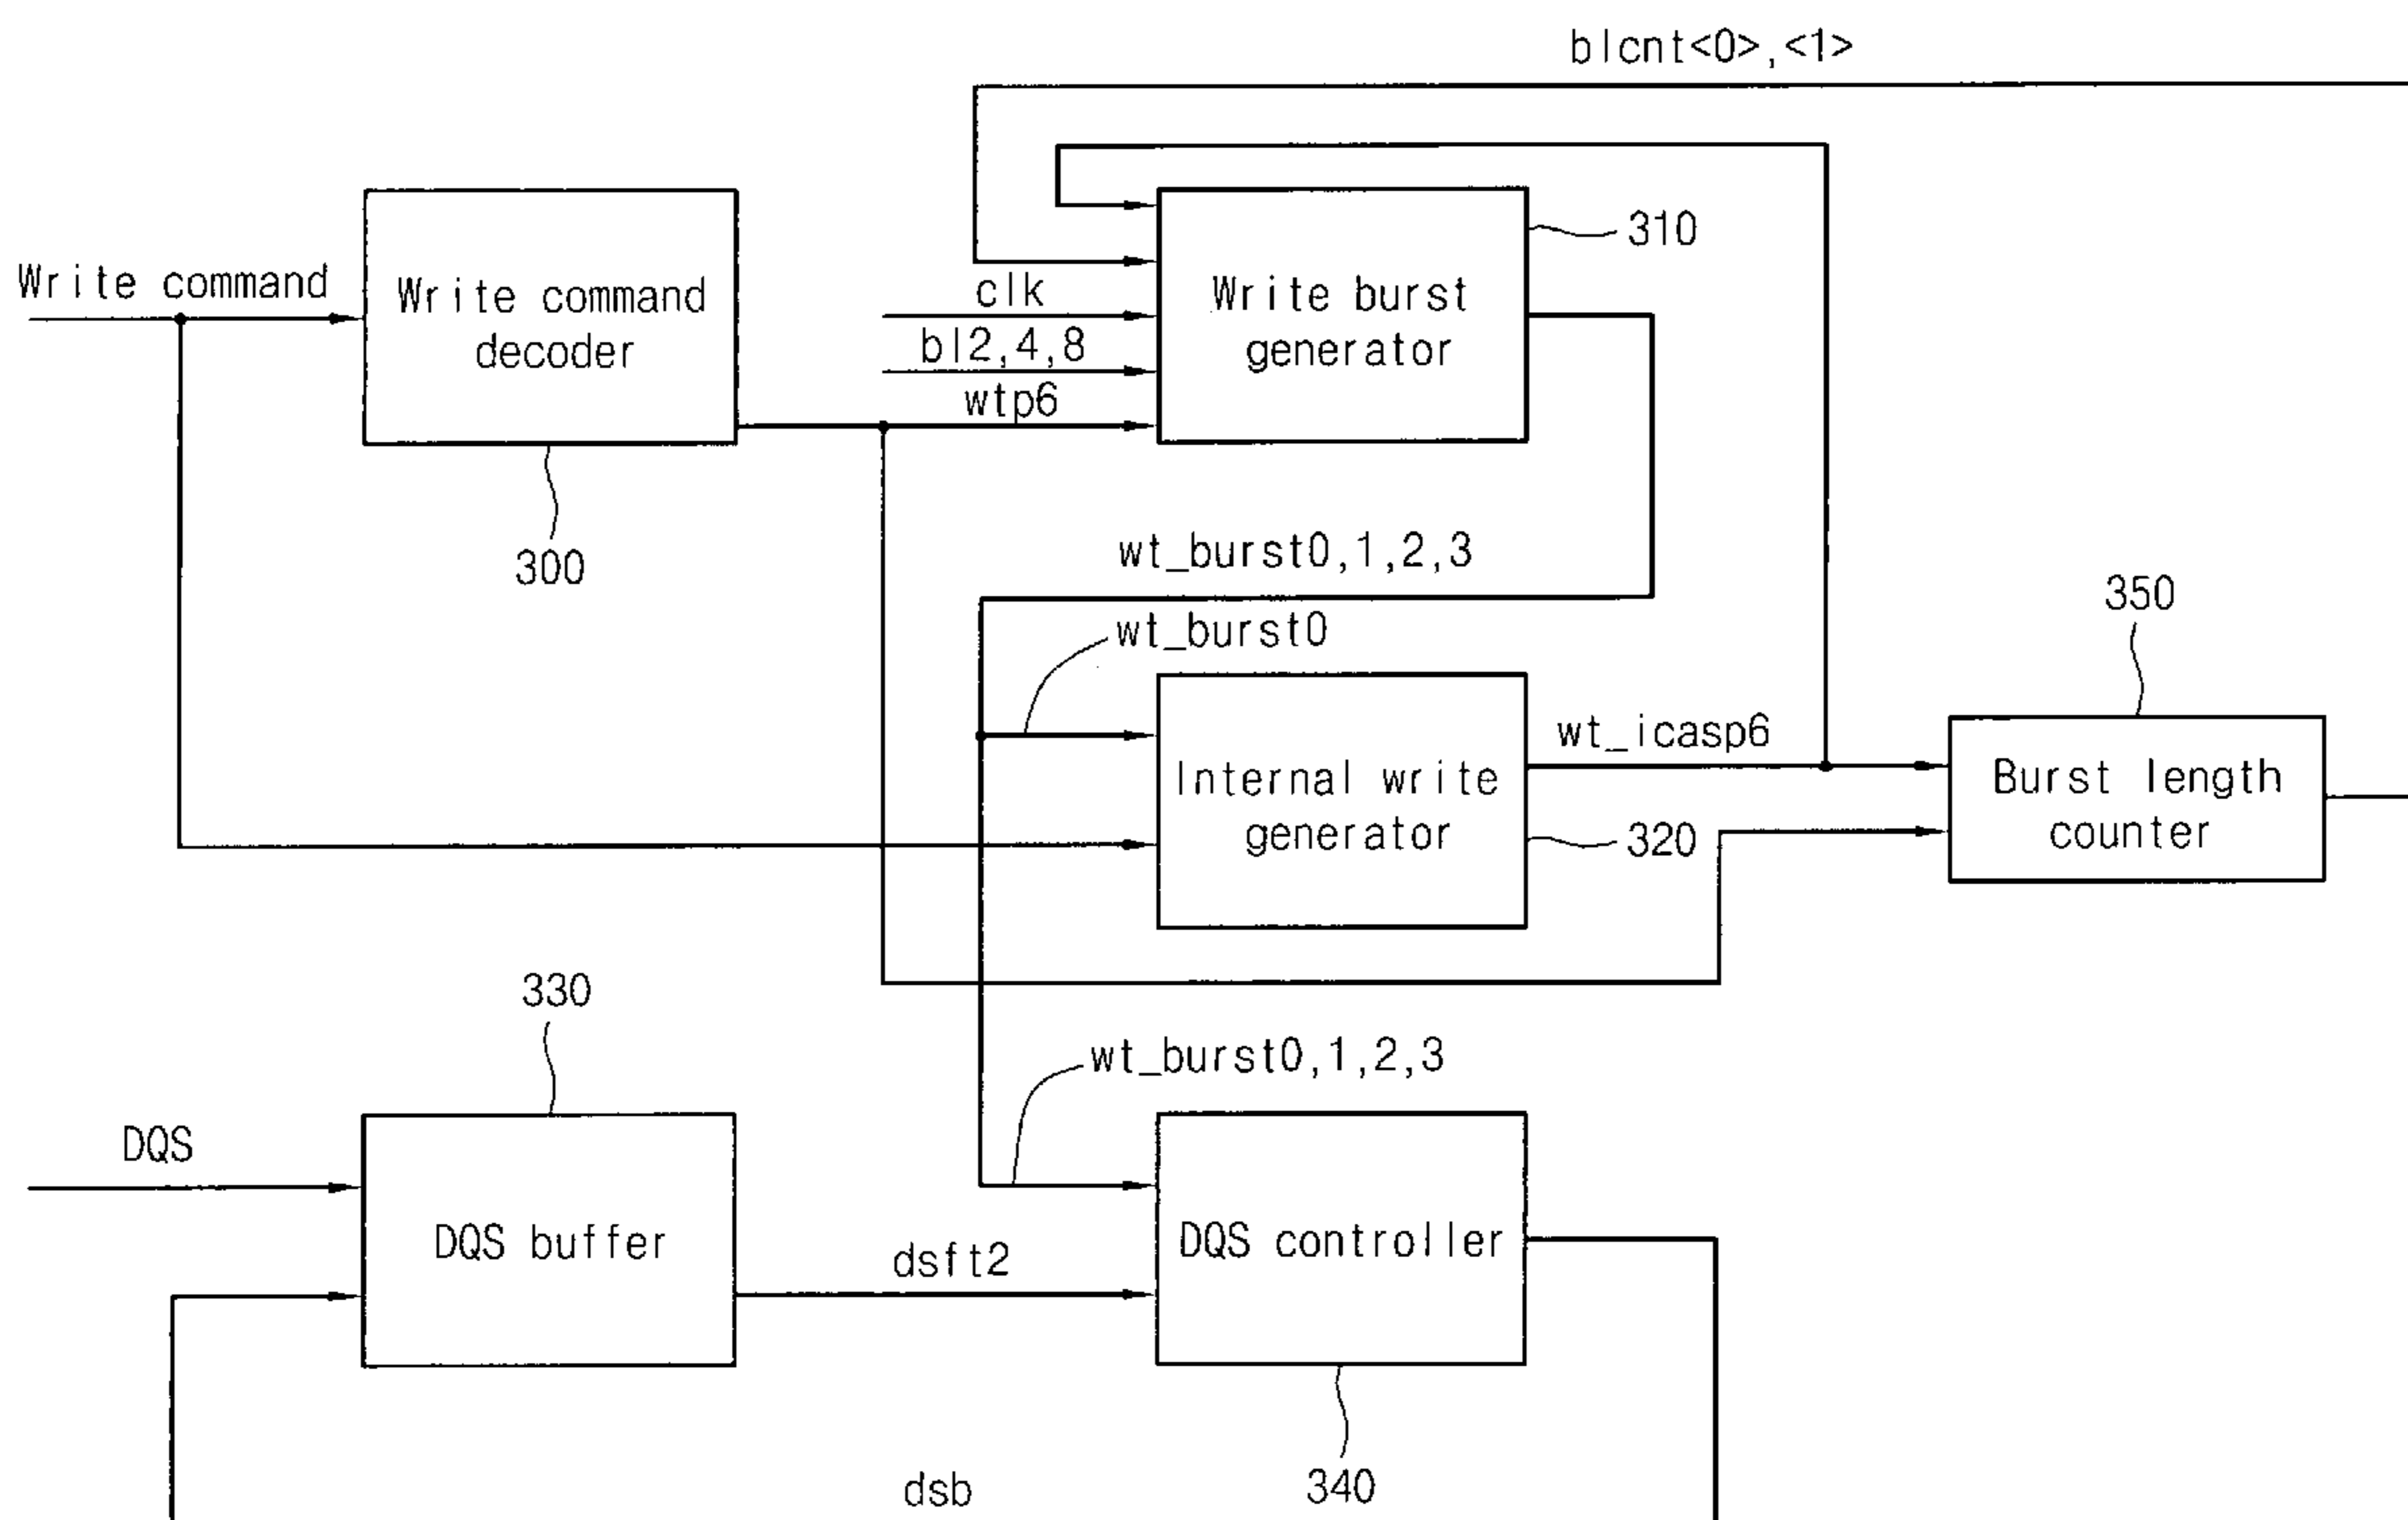 blcnt<0>,<1>
310
Write command
Write command
decoder
clk
bl2,4,8
wtp6
Write burst
generator
300
wt_burst0,1,2,3
wt_burst0
350
Internal write
generator
wt_icasp6
320
Burst length
counter
330
wt_burst0,1,2,3
DQS
DQS buffer
dsft2
DQS controller
dsb
340